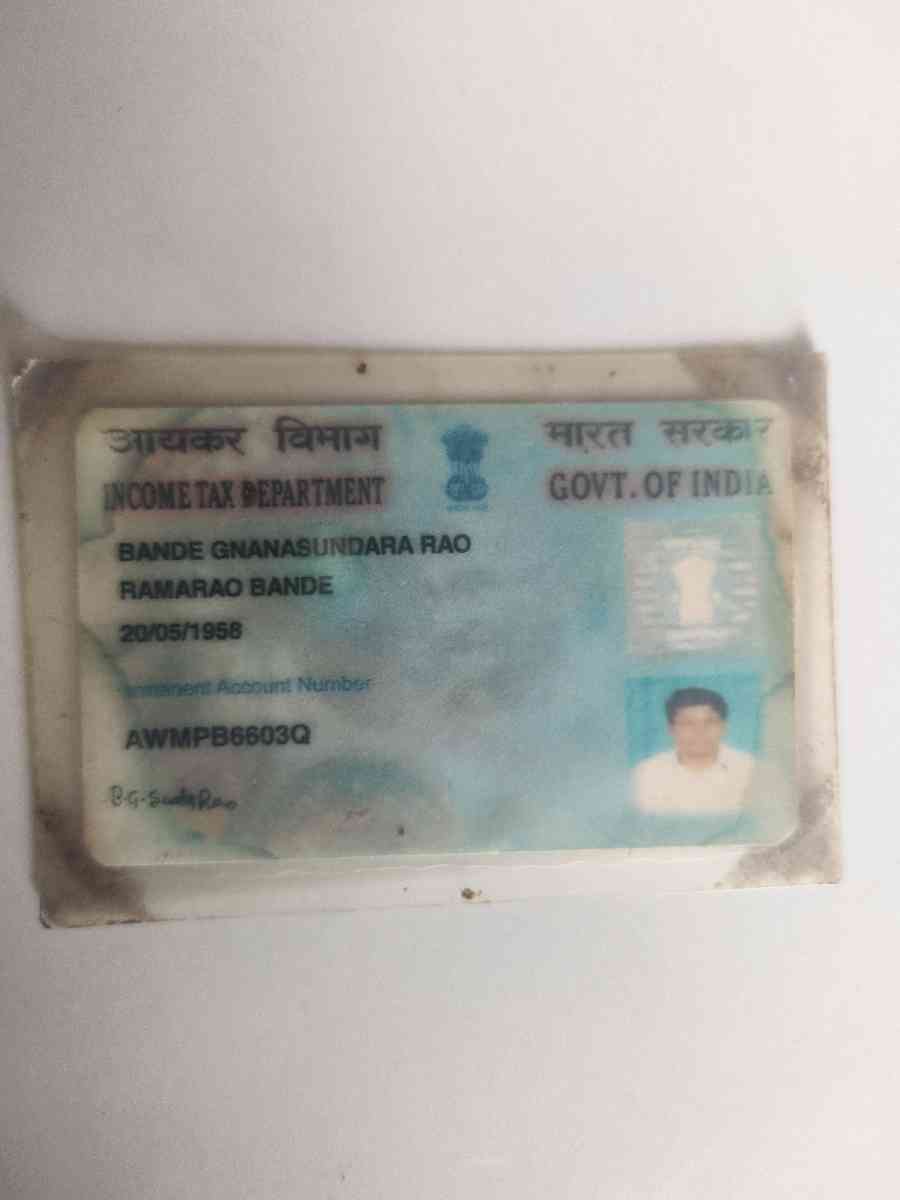 आयकर विभाग
भारत सरकार
INCOME TAX DEPARTMENT
GOVT. OF INDIA
BANDE GNANASUNDARA RAO
RAMARAO BANDE
20/05/1958
Account Number
AWMPB6603Q
B.G. Rao